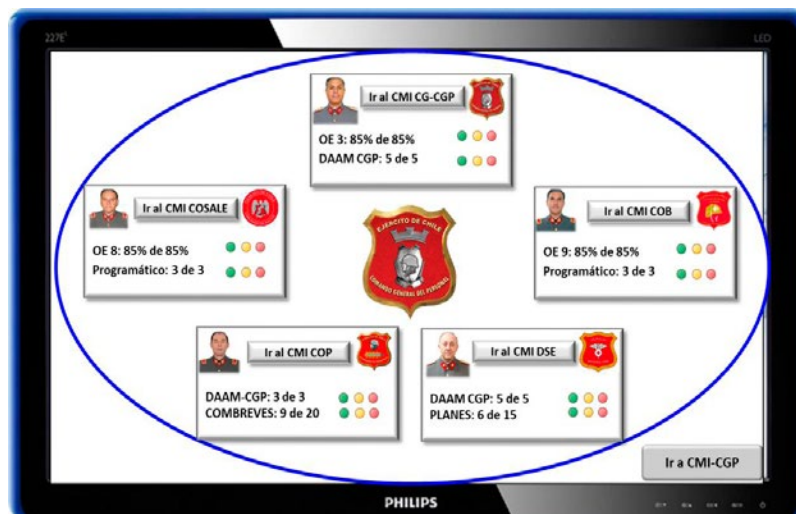 227E
LED
Ir al CMI CG-CGP
OE 3: 85% de 85%
DAAM CGP: 5 de 5
Ir al CMI COSALE
OE 8: 85% de 85%
Programático: 3 de 3
EJERCITO DE CHILE
COMANDO GENERAL DEL PERSONAL
Ir al CMI COB
OE 9: 85% de 85%
Programático: 3 de 3
Ir al CMI COP
DAAM-CGP: 3 de 3
COMBREVES: 9 de 20
Ir al CMI DSE
DAAM CGP: 5 de 5
PLANES: 6 de 15
Ir a CMI-CGP
PHILIPS